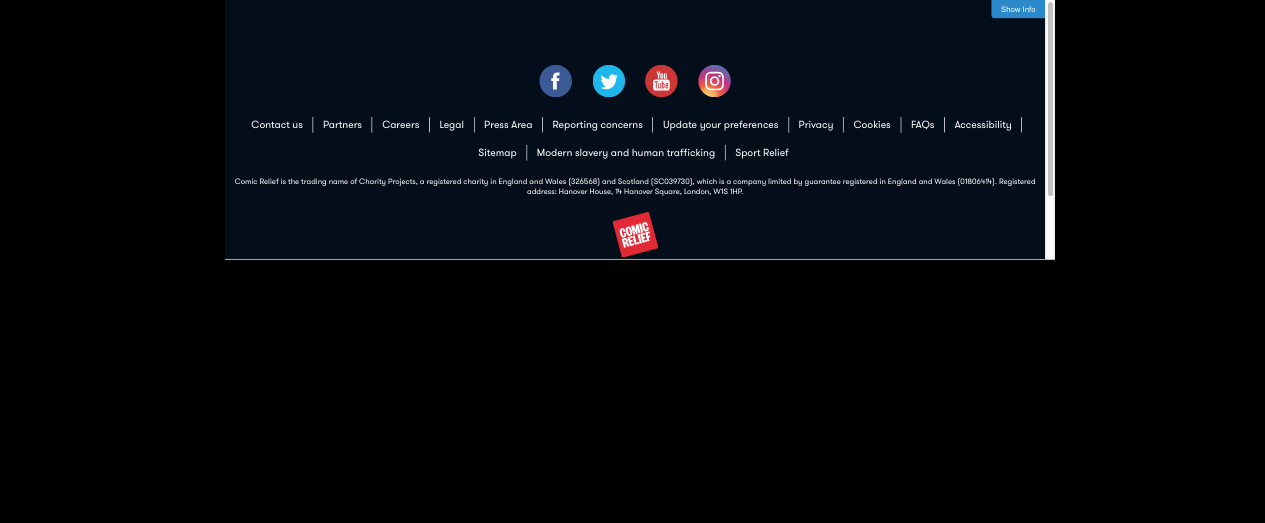 Show Info
You
Tube
Contact us
Partners
Careers
Legal
Press Area
Reporting concerns
Update your preferences
Privacy
Cookies
FAQs
Accessibility
Sitemap
Modern slavery and human trafficking
Sport Relief
Comic Relief is the trading name of Charity Projects, a registered charity in England and Wales (326568) and Scotland (SC039730), which is a company limited by guarantee registered in England and Wales (01806414). Registered
address: Hanover House, 14 Hanover Square, London, W1S 1HP.
COMIC
RELIEF